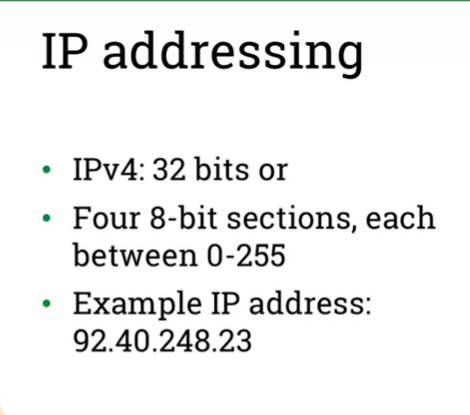 IP addressing
• IPv4: 32 bits or
• Four 8-bit sections, each
between 0-255
• Example IP address:
92.40.248.23